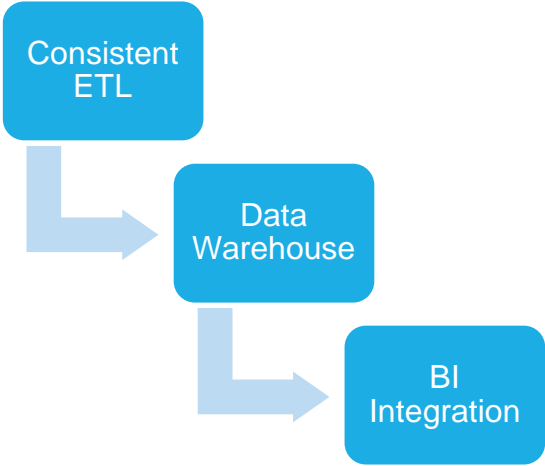 Consistent
ETL
Data
Warehouse
BI
Integration